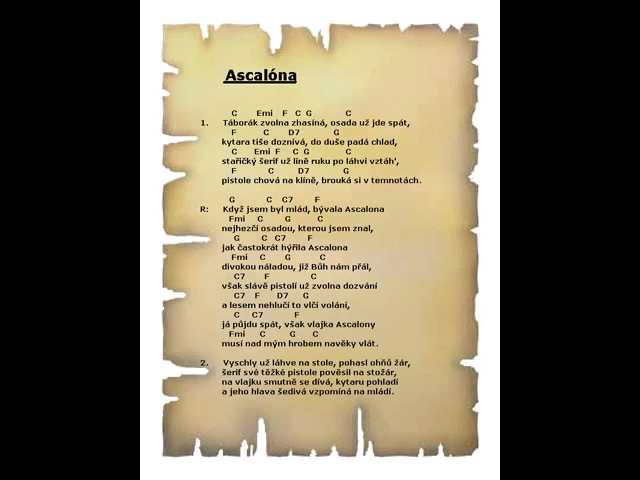 Ascalóna
C Emi F C G C
1. Táborák zvolna zhasíná, osada už jde spát,
F C D7 G
kytara tiše doznívá, do duše padá chlad,
C Emi F C G C
stařičký šerif už líně ruku po láhvi vztáh',
F C D7 G
pistole chová na klíně, brouká si v temnotách.
G C C7 F
R: Když jsem byl mlád, bývala Ascalona
Fmi C G C
nejhezčí osadou, kterou jsem znal,
G C C7 F
jak častokrát hýřila Ascalona
Fmi C G C
divokou náladou, již Bůh nám přál,
C7 F C
však slávě pistolí už zvolna dozvání
C7 F D7 G
a lesem nehlučí to vlčí volání,
C C7 F
já půjdu spát, však vlajka Ascalony
Fmi C G C
musí nad mým hrobem navěky vlát.
2. Vyschly už láhve na stole, pohasl ohňů žár,
šerif své těžké pistole pověsil na stožár,
na vlajku smutně se dívá, kytaru pohladí
a jeho hlava šedivá vzpomíná na mládí.